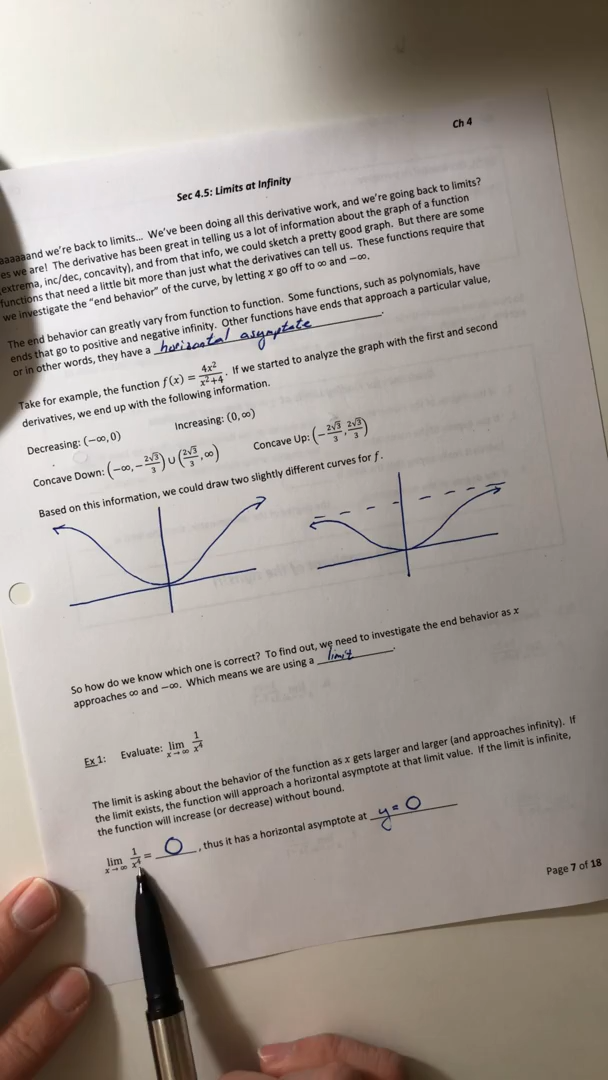 Ch 4
Sec 4.5: Limits at Infinity
aaaaaand we're back to limits... We've been doing all this derivative work, and we're going back to limits?
es we are! The derivative has been great in telling us a lot of information about the graph of a function
extrema, inc/dec, concavity), and from that info, we could sketch a pretty good graph. But there are some
functions that need a little bit more than just what the derivatives can tell us. These functions require that
we investigate the "end behavior" of the curve, by letting x go off to ∞ and −∞.
The end behavior can greatly vary from function to function. Some functions, such as polynomials, have
ends that go to positive and negative infinity. Other functions have ends that approach a particular value,
or in other words, they have a horizontal asymptote.
Take for example, the function f(x) = 4x²/(x²+4). If we started to analyze the graph with the first and second
derivatives, we end up with the following information.
Decreasing: (−∞, 0) Increasing: (0, ∞)
Concave Down: (−∞, −2√3/3) ∪ (2√3/3, ∞) Concave Up: (−2√3/3, 2√3/3)
Based on this information, we could draw two slightly different curves for f.
So how do we know which one is correct? To find out, we need to investigate the end behavior as x
approaches ∞ and −∞. Which means we are using a limit.
Ex 1: Evaluate: lim x→∞ 1/x⁴
The limit is asking about the behavior of the function as x gets larger and larger (and approaches infinity). If
the limit exists, the function will approach a horizontal asymptote at that limit value. If the limit is infinite,
the function will increase (or decrease) without bound.
lim x→∞ 1/x⁴ = 0, thus it has a horizontal asymptote at y = 0
Page 7 of 18